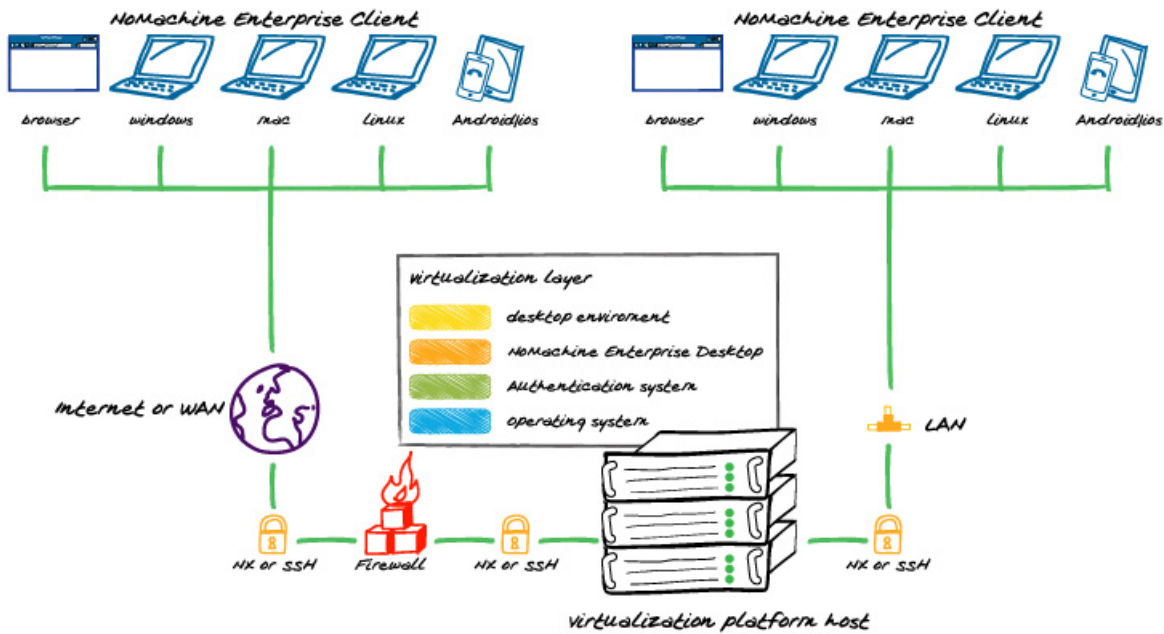 NoMachine Enterprise Client
NoMachine Enterprise Client
browser
windows
mac
Linux
Android/ios
browser
windows
mac
Linux
Android/ios
virtualization layer
desktop enviroment
NoMachine Enterprise Desktop
Authentication system
operating system
Internet or WAN
LAN
NX or SSH
Firewall
NX or SSH
NX or SSH
virtualization platform host